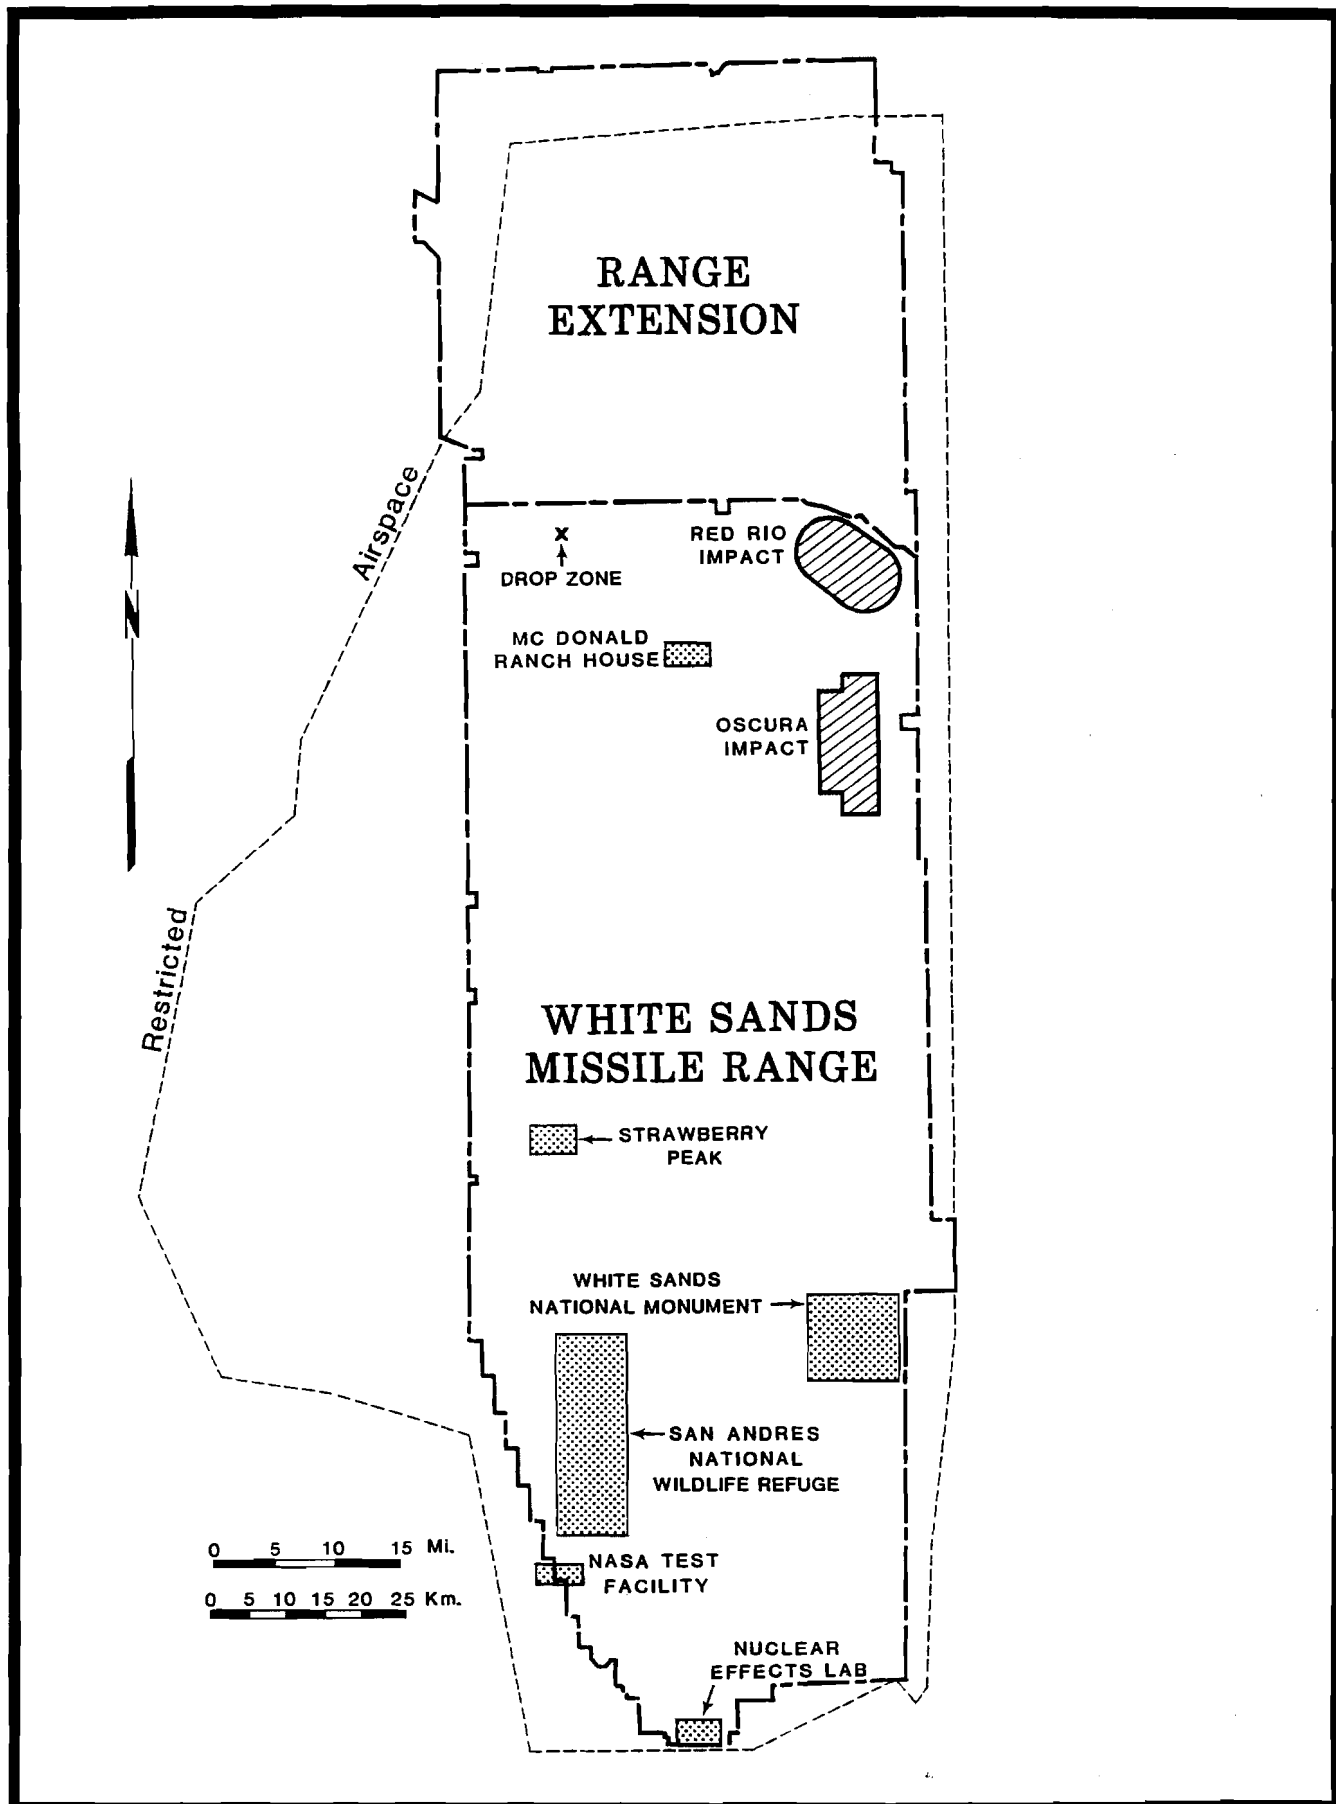 RANGE
EXTENSION
Airspace
N
X
DROP ZONE
RED RIO
IMPACT
MC DONALD
RANCH HOUSE
OSCURA
IMPACT
Restricted
WHITE SANDS
MISSILE RANGE
STRAWBERRY
PEAK
WHITE SANDS
NATIONAL MONUMENT
SAN ANDRES
NATIONAL
WILDLIFE REFUGE
0 5 10 15 Mi.
0 5 10 15 20 25 Km.
NASA TEST
FACILITY
NUCLEAR
EFFECTS LAB